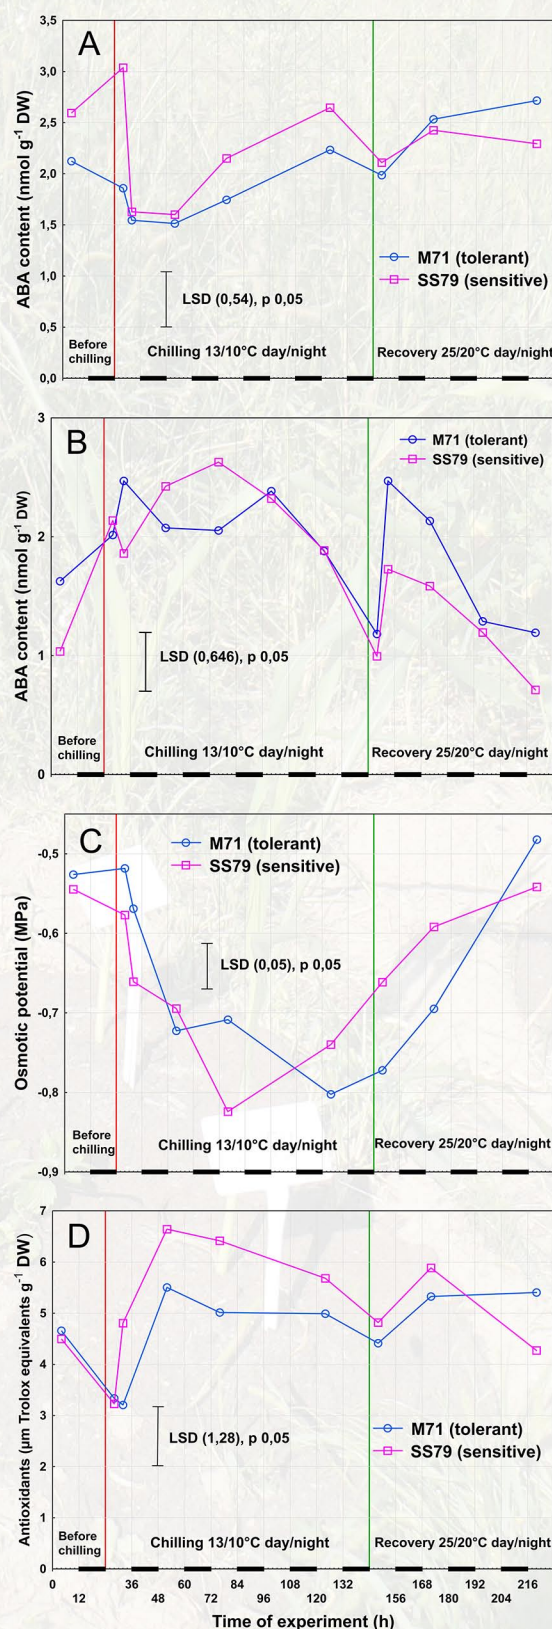 A
3,5
3,0
2,5
2,0
1,5
1,0
0,5
0,0
ABA content (nmol g-1 DW)
M71 (tolerant)
SS79 (sensitive)
LSD (0,54), p 0,05
Before
chilling
Chilling 13/10°C day/night
Recovery 25/20°C day/night
B
3
2
1
0
ABA content (nmol g-1 DW)
M71 (tolerant)
SS79 (sensitive)
LSD (0,646), p 0,05
Before
chilling
Chilling 13/10°C day/night
Recovery 25/20°C day/night
C
-0,5
-0,6
-0,7
-0,8
-0,9
Osmotic potential (MPa)
M71 (tolerant)
SS79 (sensitive)
LSD (0,05), p 0,05
Before
chilling
Chilling 13/10°C day/night
Recovery 25/20°C day/night
D
7
6
5
4
3
2
1
0
Antioxidants (µm Trolox equivalents g-1 DW)
LSD (1,28), p 0,05
M71 (tolerant)
SS79 (sensitive)
Before
chilling
Chilling 13/10°C day/night
Recovery 25/20°C day/night
0 36 60 84 108 132 168 192 216
12 48 72 96 120 156 180 204
Time of experiment (h)